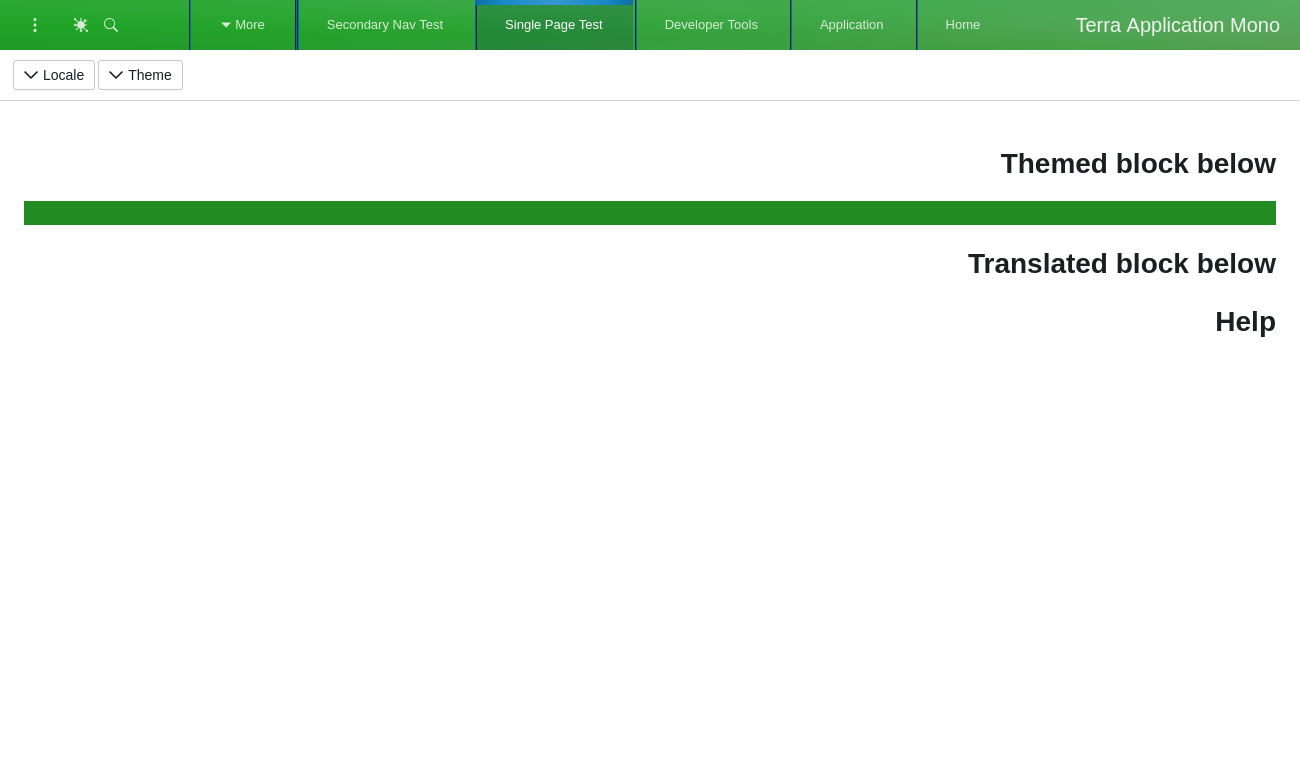 More
Secondary Nav Test
Single Page Test
Developer Tools
Application
Home
Terra Application Mono
Locale
Theme
Themed block below
Translated block below
Help